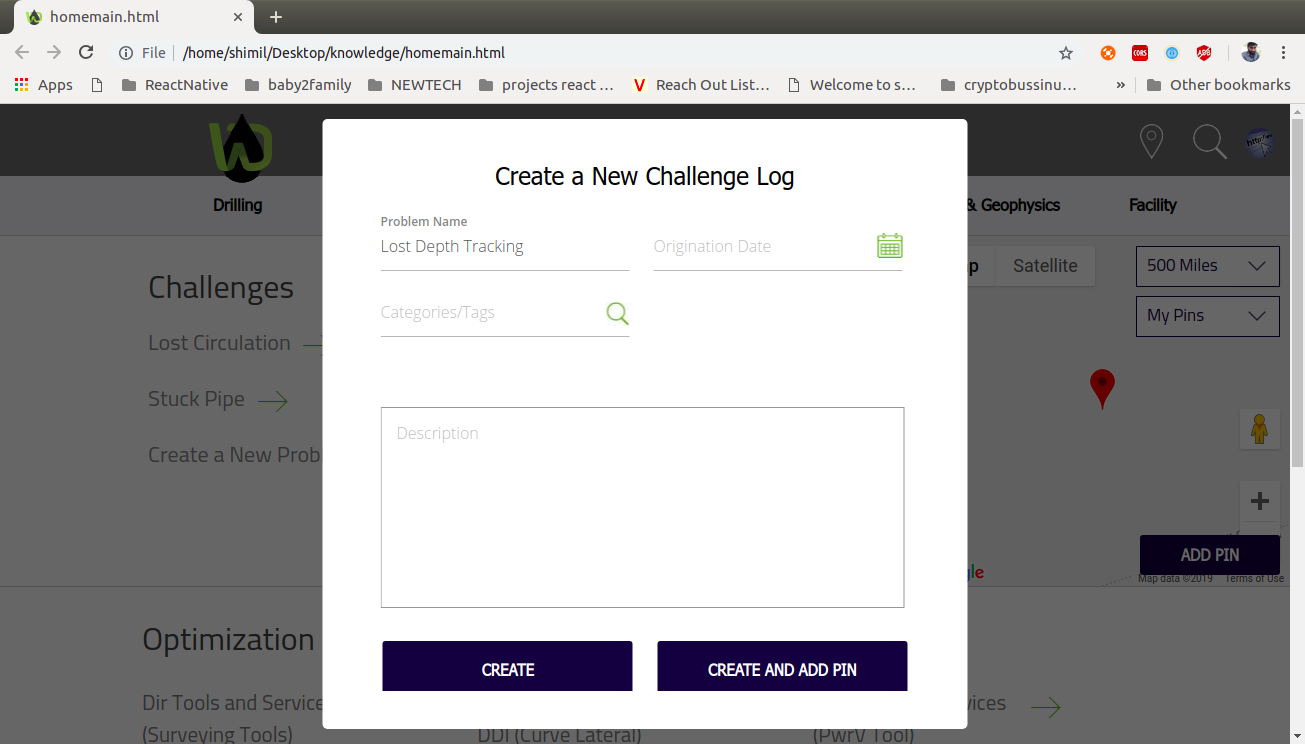 homemain.html
File /home/shimil/Desktop/knowledge/homemain.html
CORS
ABP
Apps ReactNative baby2family NEWTECH projects react ... Reach Out List... Welcome to s... cryptobussinu... » Other bookmarks
http://w
Drilling & Geophysics Facility
Create a New Challenge Log
Problem Name
Lost Depth Tracking
Origination Date
Categories/Tags
Description
CREATE
CREATE AND ADD PIN
Challenges
Lost Circulation
Stuck Pipe
Create a New Prob
p Satellite
500 Miles
My Pins
+
ADD PIN
gle
Map data ©2019 Terms of Use
Optimization
Dir Tools and Service
(Surveying Tools)
DDI (Curve Lateral)
vices
(PwrV Tool)